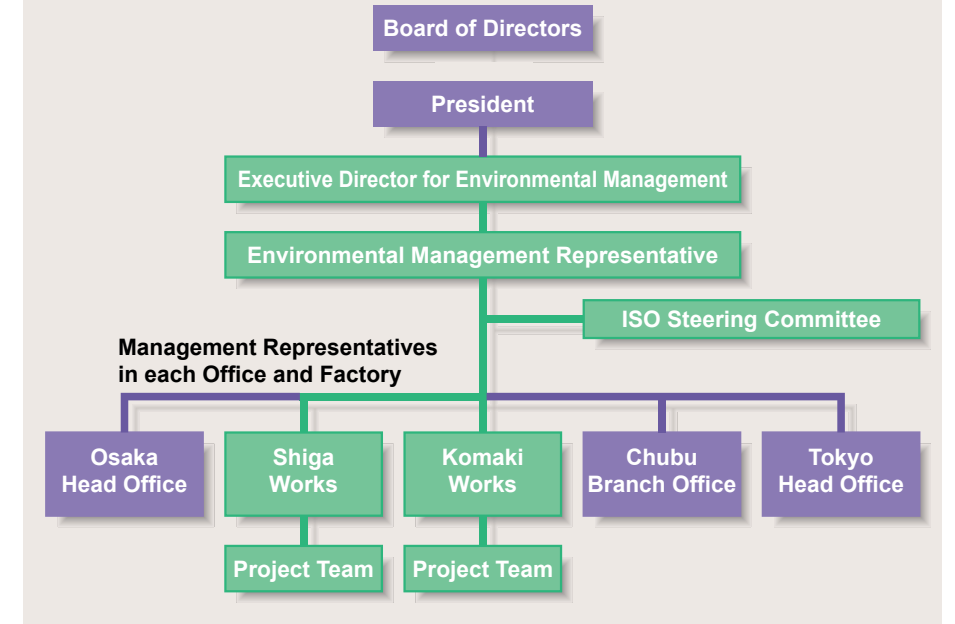 Board of Directors
President
Executive Director for Environmental Management
Environmental Management Representative
ISO Steering Committee
Management Representatives
in each Office and Factory
Osaka
Head Office
Shiga
Works
Komaki
Works
Chubu
Branch Office
Tokyo
Head Office
Project Team
Project Team